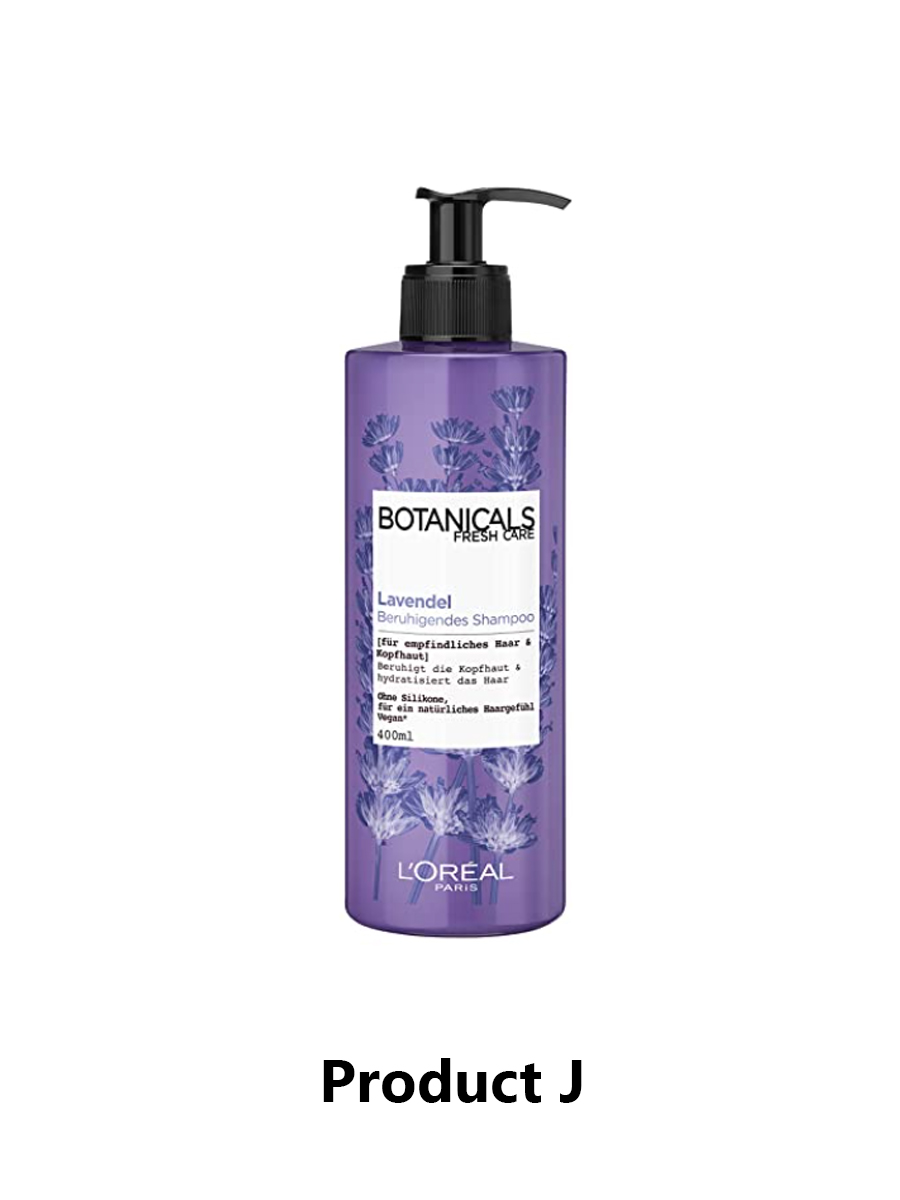 BOTANICALS
FRESH CARE
Lavendel
Beruhigendes Shampoo
[für empfindliches Haar &
Kopfhaut]
Beruhigt die Kopfhaut &
hydratisiert das Haar
Ohne Silikone,
für ein natürliches Haargefühl
Vegan*
400ml
L'ORÉAL
PARIS
Product J